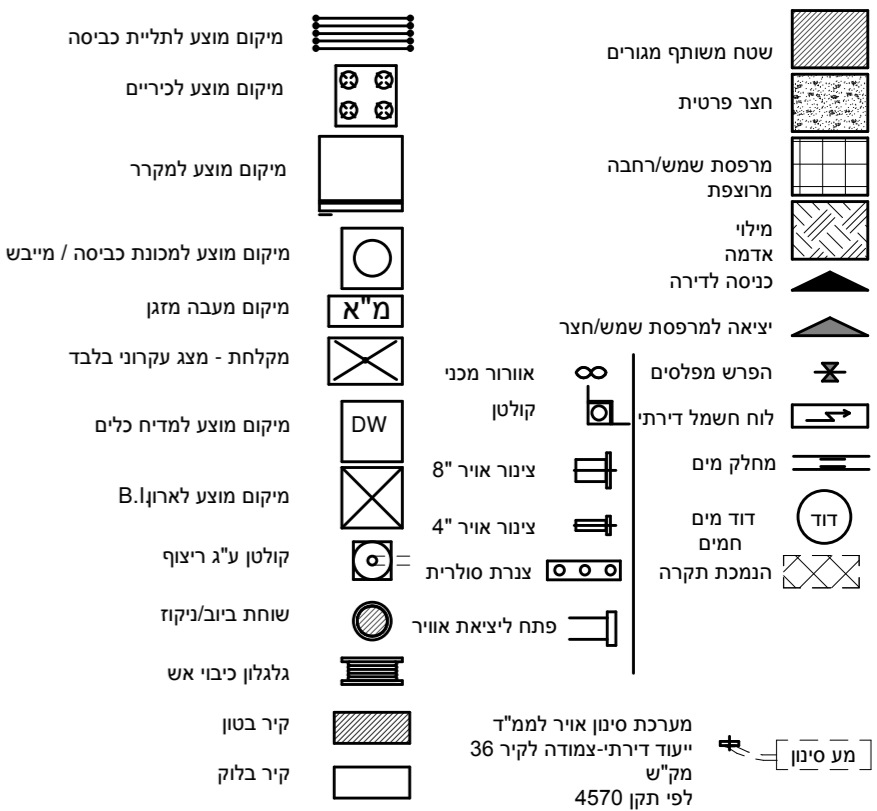 שטח משותף מגורים
חצר פרטית
מרפסת שמש/רחבה
מרוצפת
מילוי
אדמה
כניסה לדירה
יציאה למרפסת שמש/חצר
הפרש מפלסים
לוח חשמל דירתי
מחלק מים
דוד מים
חמים
דוד
הנמכת תקרה
אוורור מכני
קולטן
צינור אויר "8
צינור אויר "4
צנרת סולרית
פתח ליציאת אוויר
מערכת סינון אויר לממ"ד
ייעוד דירתי-צמודה לקיר 36
מק"ש
לפי תקן 4570
מע סינון
מיקום מוצע לתליית כביסה
מיקום מוצע לכיריים
מיקום מוצע למקרר
מיקום מוצע למכונת כביסה / מייבש
מיקום מעבה מזגן
מ"א
מקלחת - מצג עקרוני בלבד
מיקום מוצע למדיח כלים
DW
מיקום מוצע לארון B.I.
קולטן ע"ג ריצוף
שוחת ביוב/ניקוז
גלגלון כיבוי אש
קיר בטון
קיר בלוק